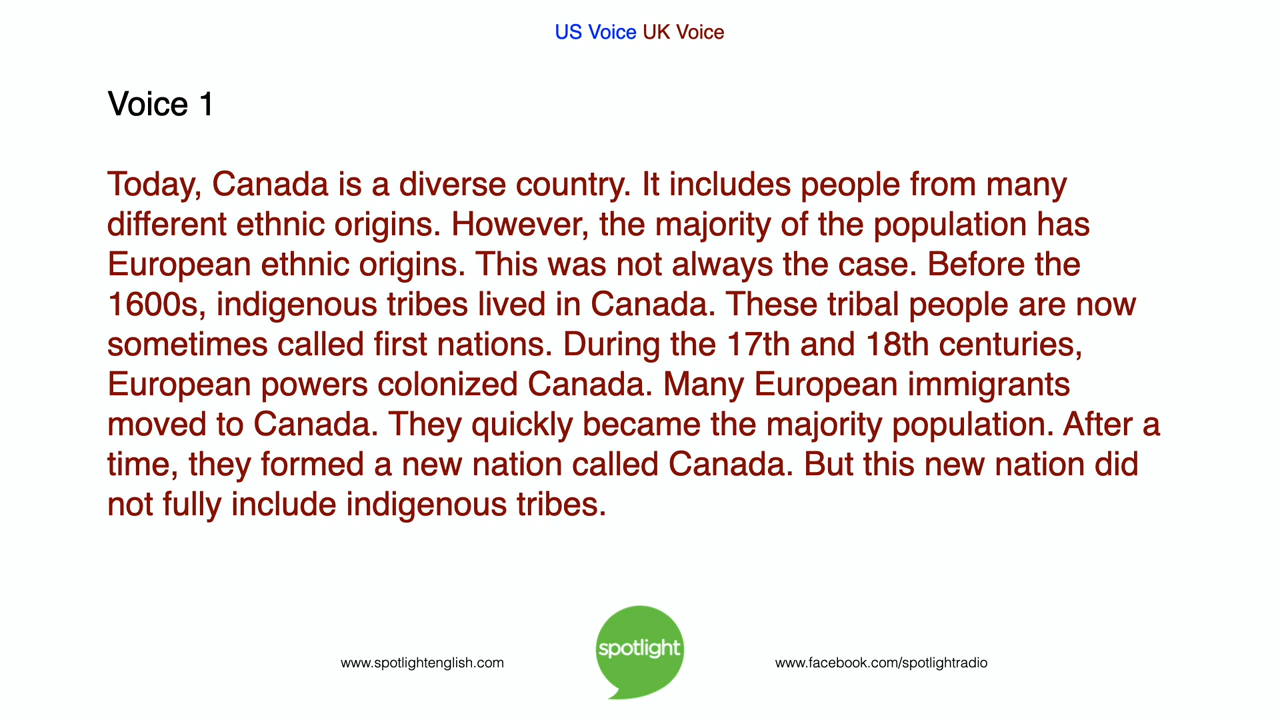 US Voice UK Voice
Voice 1
Today, Canada is a diverse country. It includes people from many
different ethnic origins. However, the majority of the population has
European ethnic origins. This was not always the case. Before the
1600s, indigenous tribes lived in Canada. These tribal people are now
sometimes called first nations. During the 17th and 18th centuries,
European powers colonized Canada. Many European immigrants
moved to Canada. They quickly became the majority population. After a
time, they formed a new nation called Canada. But this new nation did
not fully include indigenous tribes.
www.spotlightenglish.com
spotlight
www.facebook.com/spotlightradio